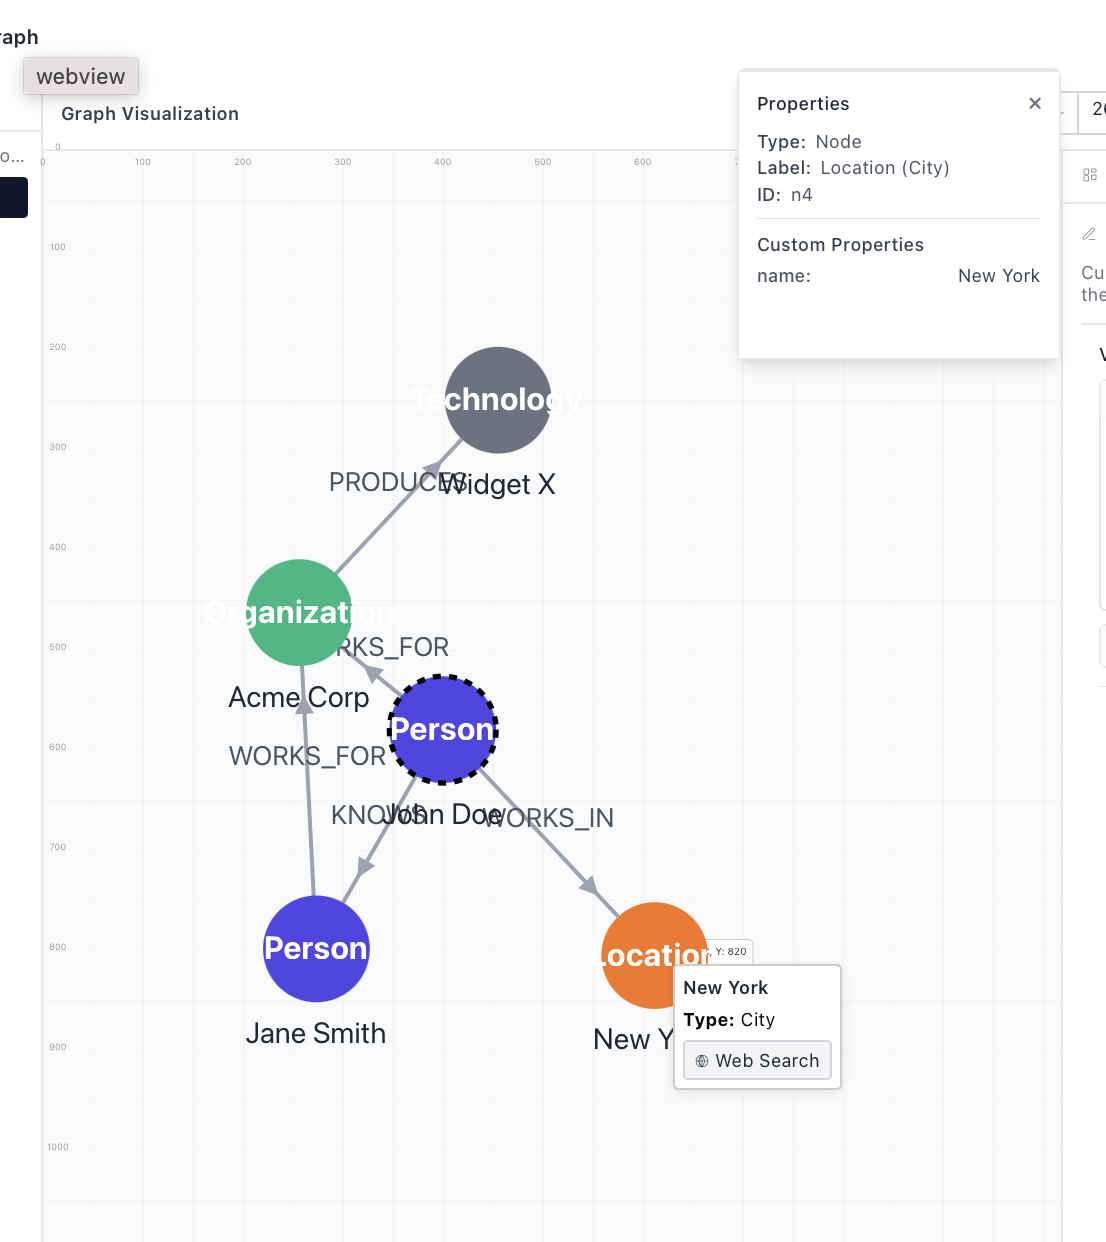 raph
webview
Graph Visualization
Properties
Type: Node
Label: Location (City)
ID: n4
Custom Properties
name: New York
o...
20
Cu
the
0
0 100 200 300 400 500 600
100
200
300
400
500
600
700
800
900
1000
Technology
PRODUCES
Widget X
Organization
RKS_FOR
Acme Corp
Person
WORKS_FOR
KNOWS
John Doe
WORKS_IN
Person
Jane Smith
Location
Y: 820
New Y
New York
Type: City
Web Search